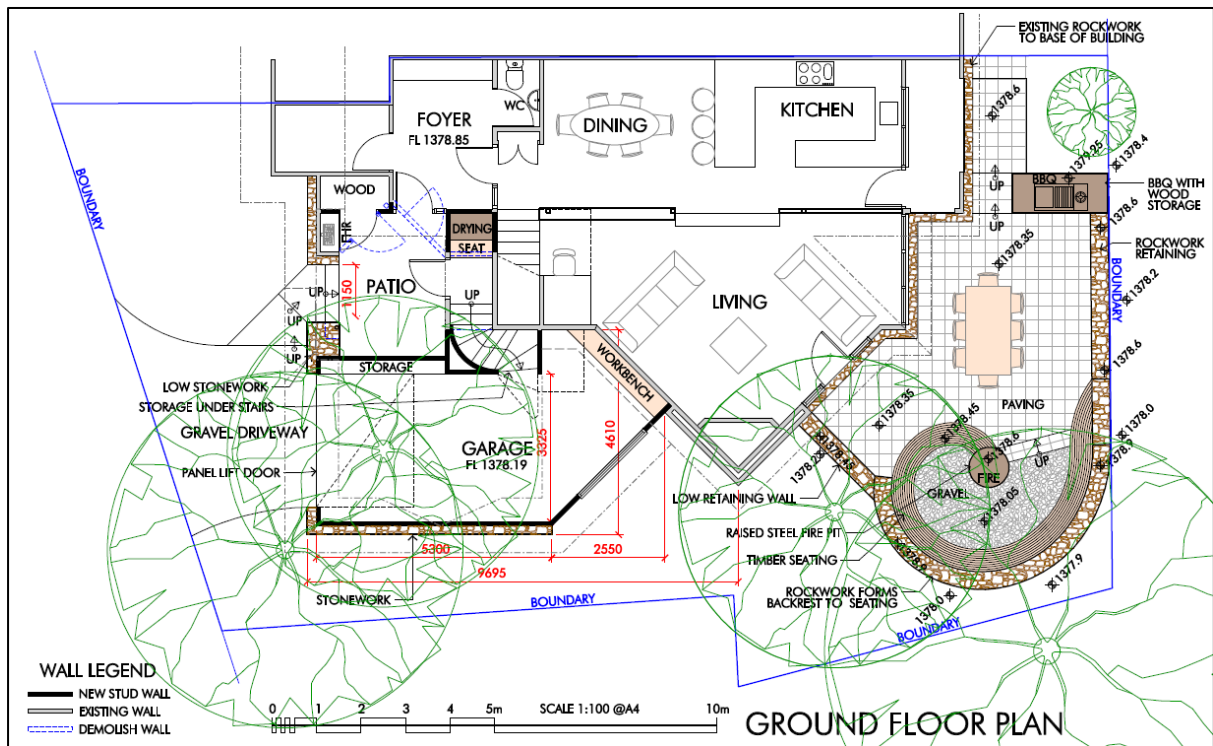 EXISTING ROCKWORK
TO BASE OF BUILDING
1378.6
1378.4
1379.25
WC
FOYER
FL 1378.85
DINING
KITCHEN
BBQ
UP
BBQ WITH
WOOD
STORAGE
WOOD
1378.6
UP
DRYING
SEAT
EHR
1378.35
ROCKWORK
RETAINING
BOUNDARY
BOUNDARY
1378.2
PATIO
1150
UP
UP
UP
UP
LIVING
1378.6
STORAGE
WORKBENCH
LOW STONEWORK
STORAGE UNDER STAIRS
GRAVEL DRIVEWAY
PANEL LIFT DOOR
GARAGE
FL 1378.19
3325
4610
PAVING
1378.35
1378.45
1378.6
1378.0
1378.45
UP
FIRE
GRAVEL
1378.05
LOW RETAINING WALL
RAISED STEEL FIRE PIT
TIMBER SEATING
ROCKWORK FORMS
BACKREST TO SEATING
1377.9
1378.0
5300
2550
9695
STONEWORK
BOUNDARY
BOUNDARY
WALL LEGEND
NEW STUD WALL
EXISTING WALL
DEMOLISH WALL
0 1 2 3 4 5m SCALE 1:100 @A4 10m
GROUND FLOOR PLAN